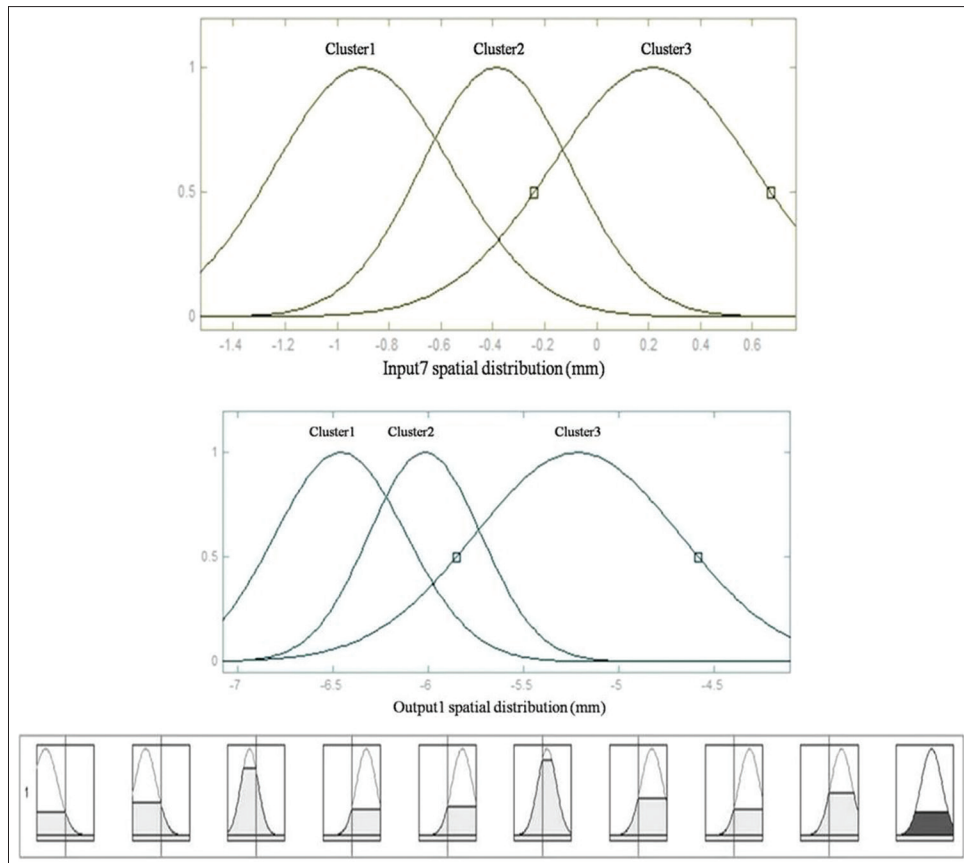 Cluster1 Cluster2 Cluster3
1
0.5
0
-1.4 -1.2 -1 -0.8 -0.6 -0.4 -0.2 0 0.2 0.4 0.6
Input7 spatial distribution (mm)
Cluster1 Cluster2 Cluster3
1
0.5
0
-7 -6.5 -6 -5.5 -5 -4.5
Output1 spatial distribution (mm)
1